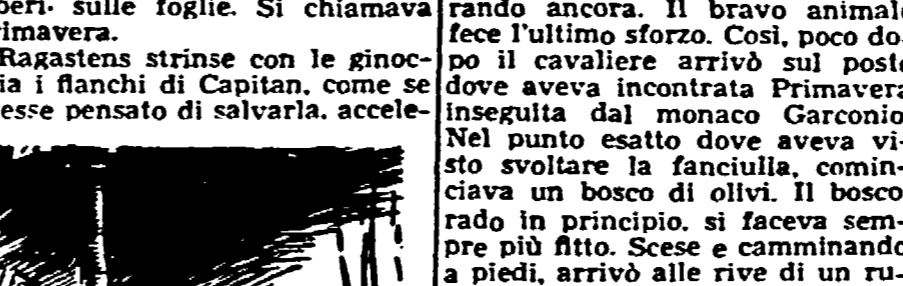 beri. sulle foglie. Si chiamava
rimavera.
Ragastens strinse con le ginoc-
ia i flanchi di Capitan. come se
esse pensato di salvarla. accele-
rando ancora. Il bravo animale
fece l'ultimo sforzo. Così, poco do-
po il cavaliere arrivò sul posto
dove aveva incontrata Primavera
inseguita dal monaco Garconio
Nel punto esatto dove aveva vi-
sto svoltare la fanciulla, comin-
ciava un bosco di olivi. Il bosco
rado in principio. si faceva sem-
pre più fitto. Scese e camminando
a piedi, arrivò alle rive di un ru-